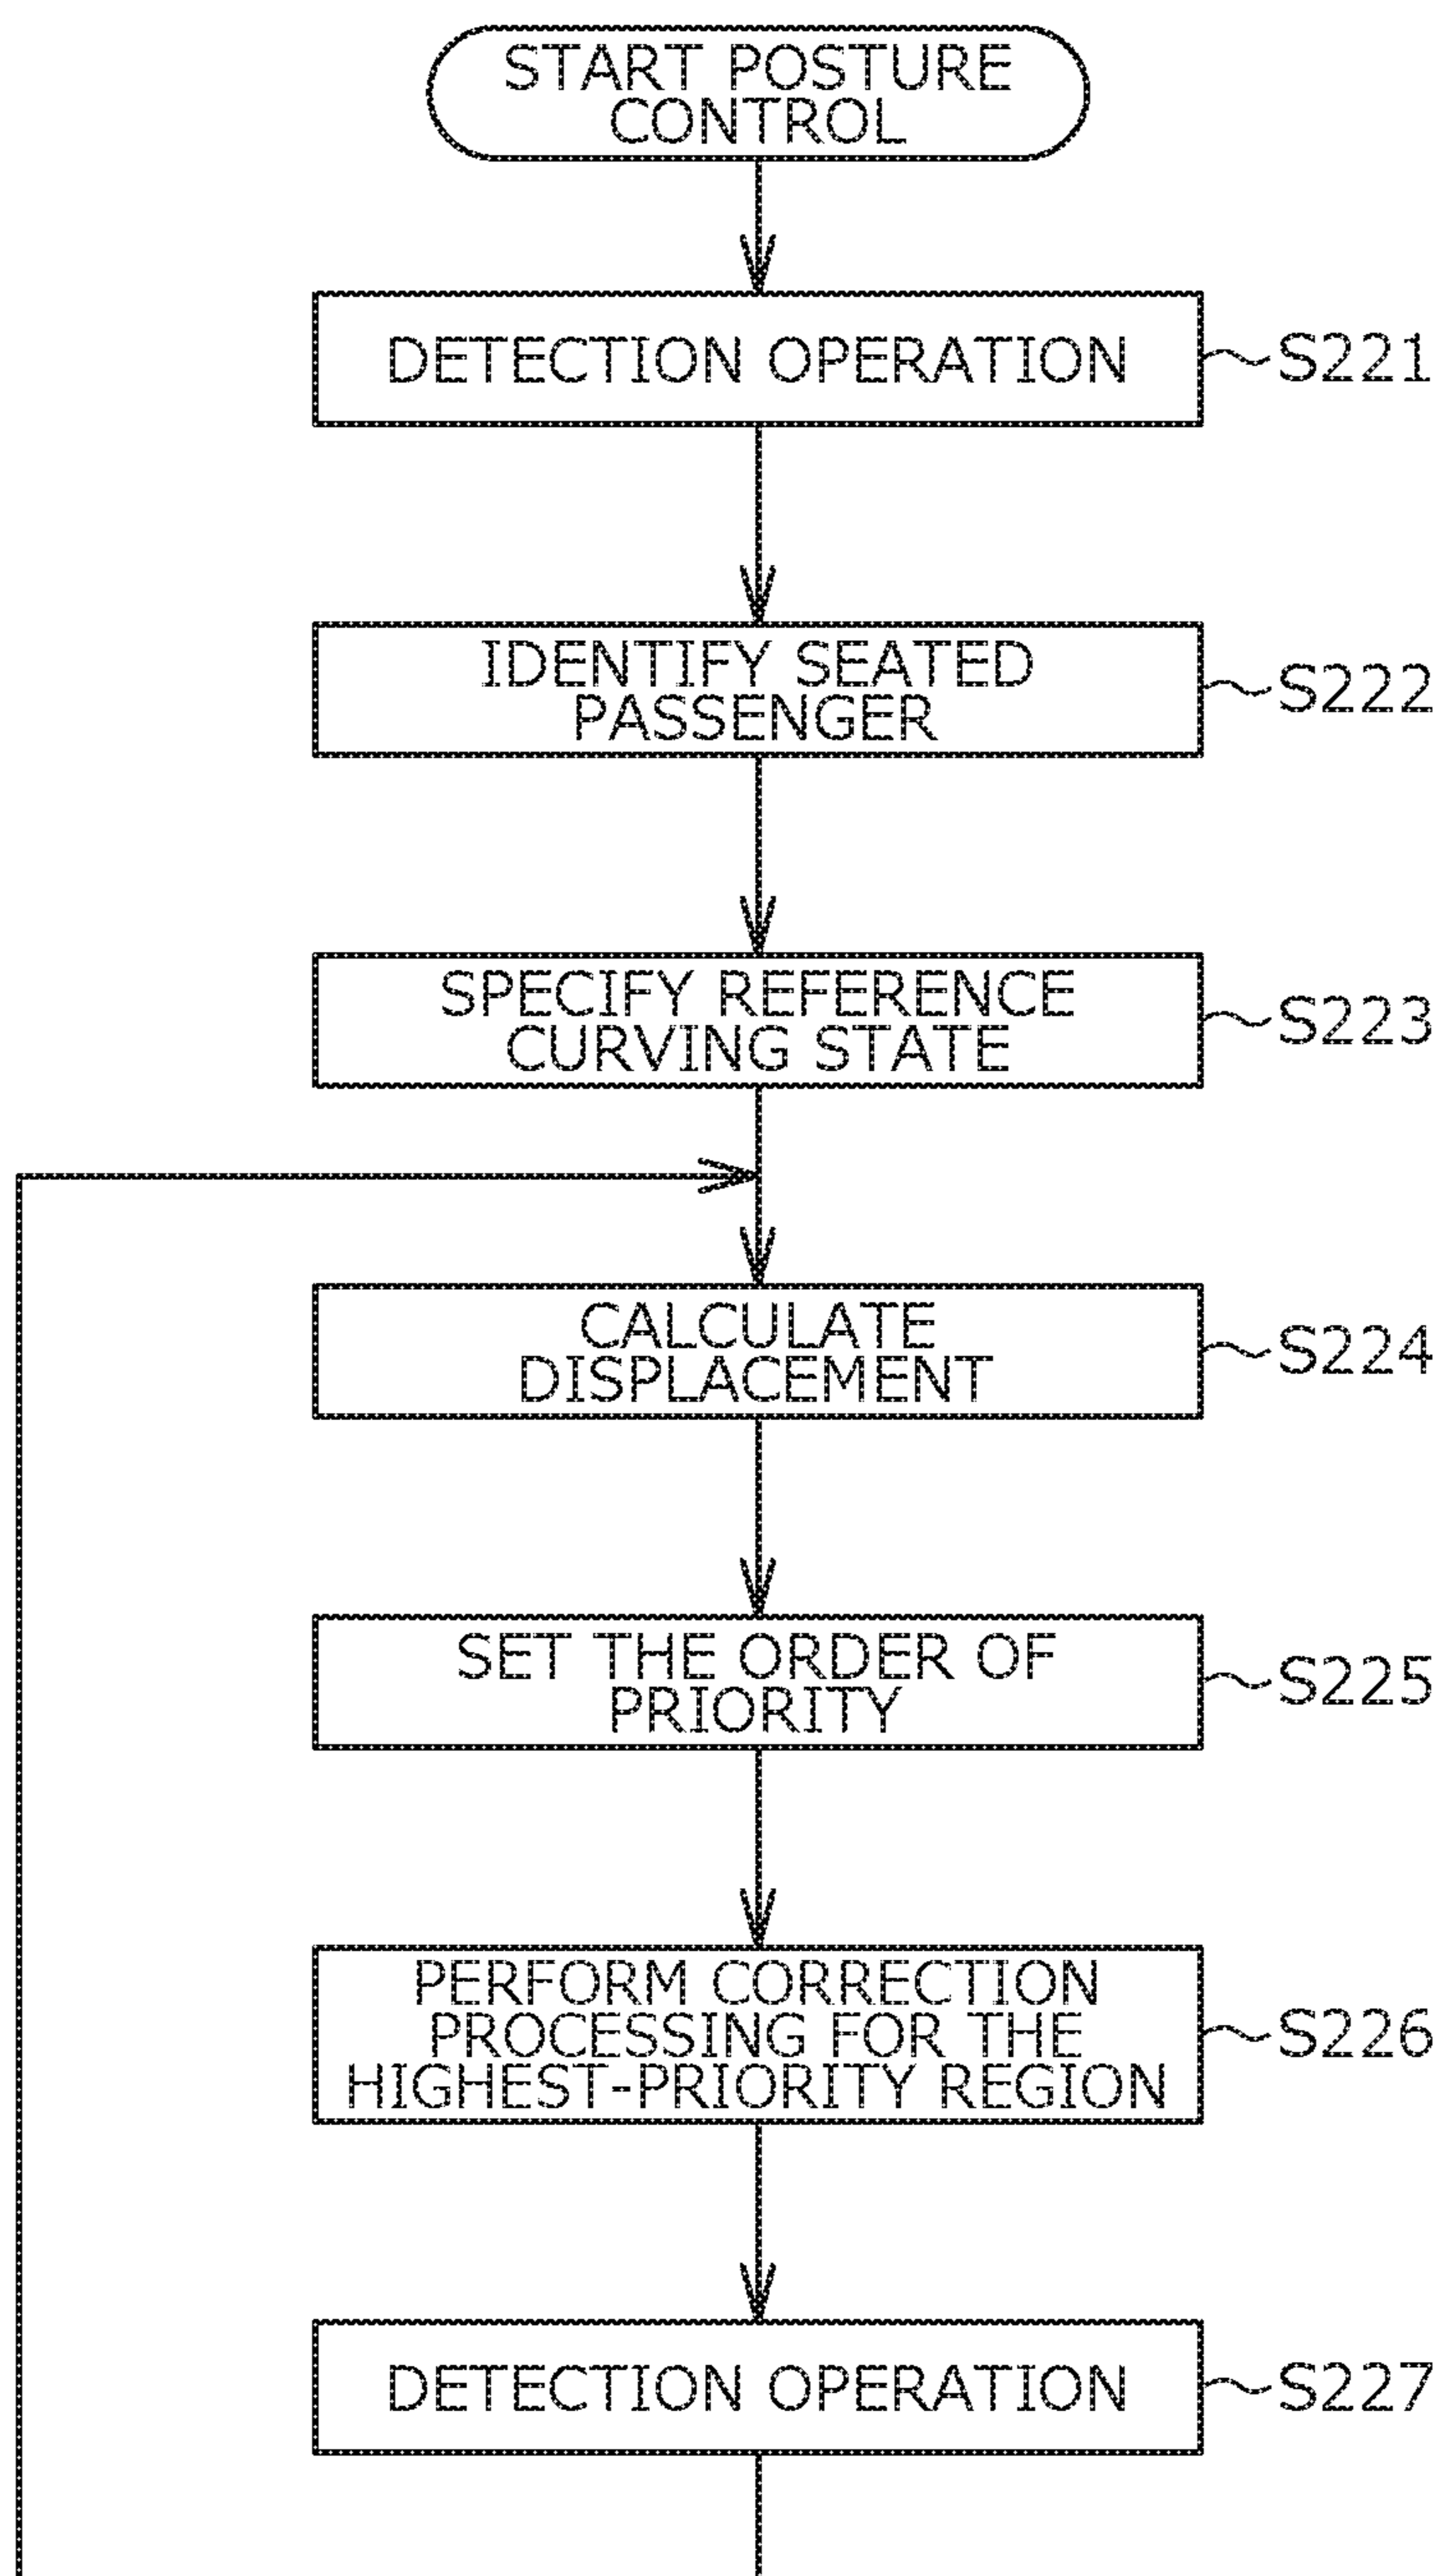 START POSTURE
CONTROL
DETECTION OPERATION
S221
IDENTIFY SEATED
PASSENGER
S222
SPECIFY REFERENCE
CURVING STATE
S223
CALCULATE
DISPLACEMENT
S224
SET THE ORDER OF
PRIORITY
S225
PERFORM CORRECTION
PROCESSING FOR THE
HIGHEST-PRIORITY REGION
S226
DETECTION OPERATION
S227